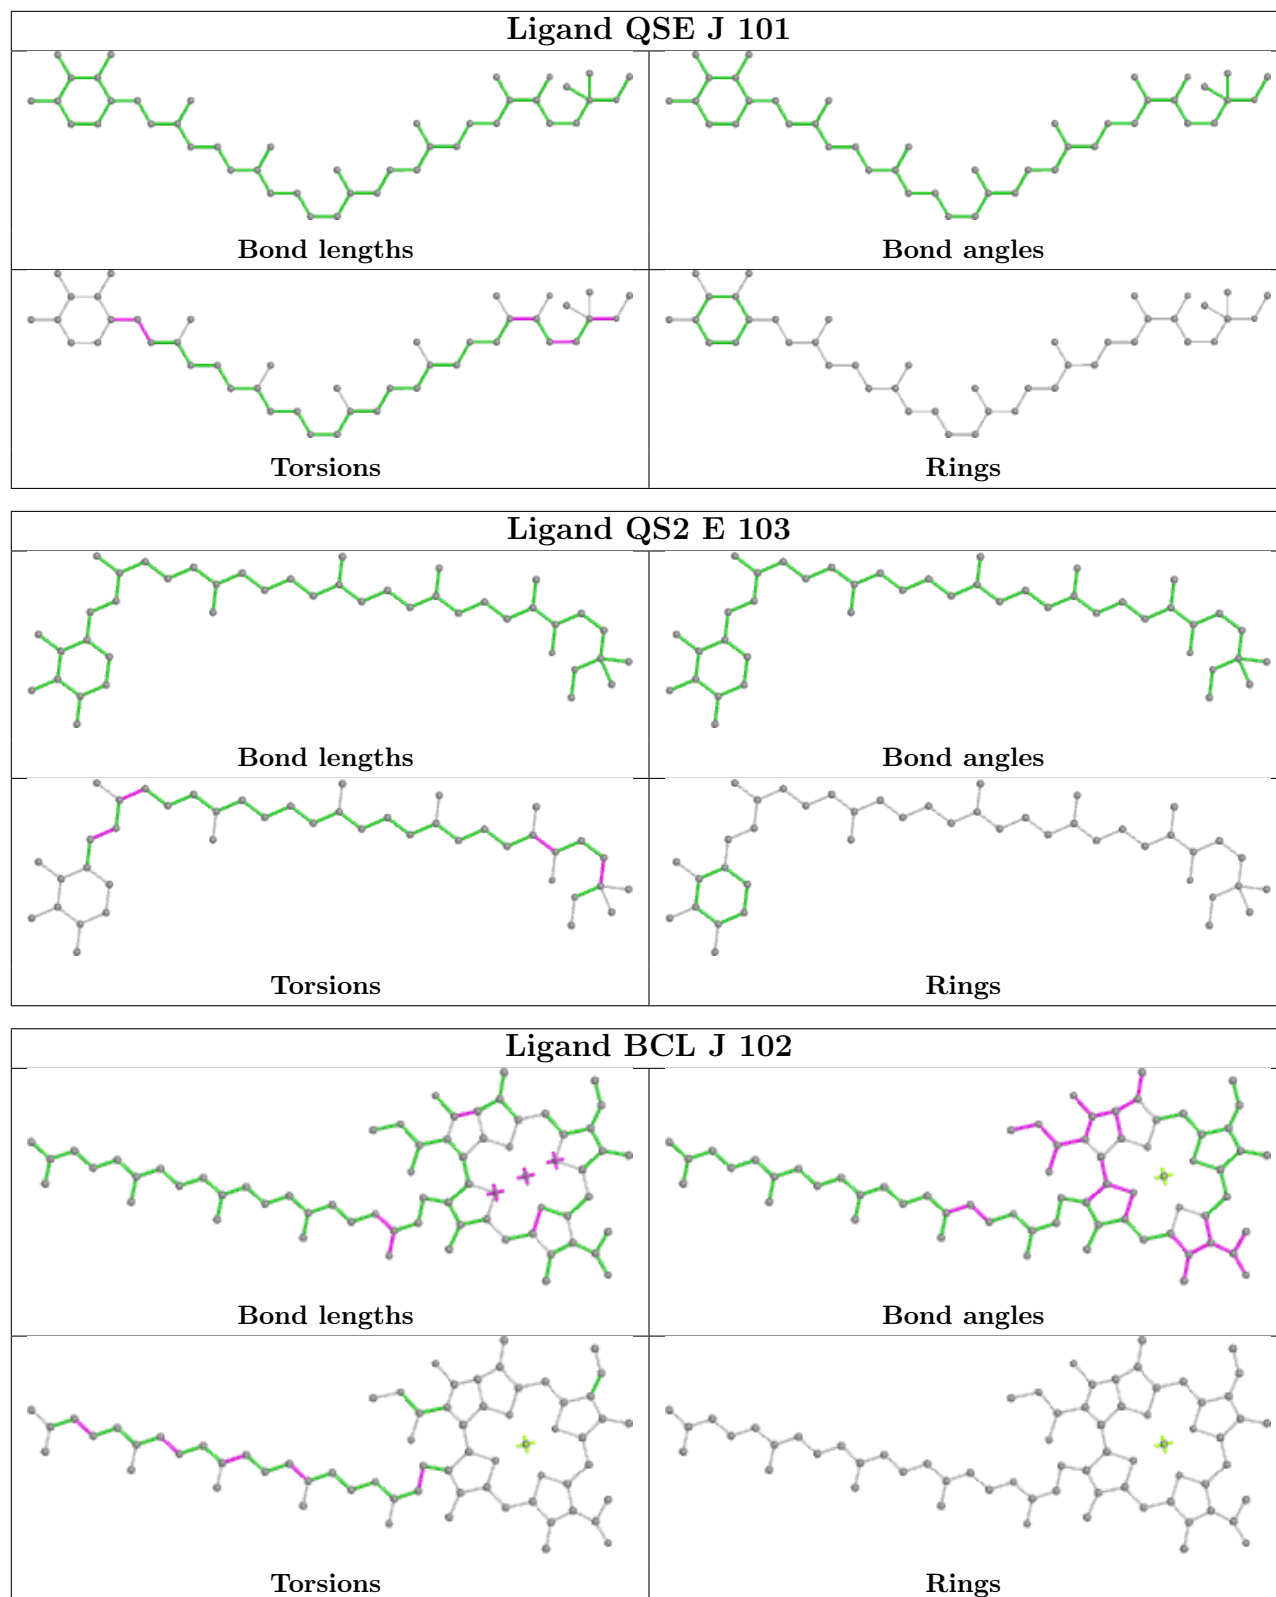 Ligand QSE J 101
Bond lengths
Bond angles
Torsions
Rings
Ligand QS2 E 103
Bond lengths
Bond angles
Torsions
Rings
Ligand BCL J 102
Bond lengths
Bond angles
Torsions
Rings